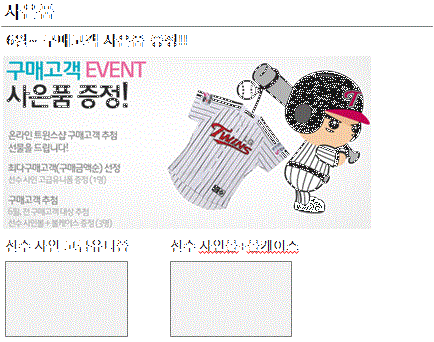 사은품
6월~ 구매고객 사은품 증정!!!
구매고객 EVENT
사은품 증정!
온라인 트윈스샵 구매고객 추첨
선물을 드립니다!
최다구매고객(구매금액순) 선정
선수사인 고급유니폼 증정 (1명)
구매고객 추첨
6월, 전 구매고객 대상 추첨
선수사인볼+볼케이스 증정 (3명)
TWINS
T
선수 사인 고급유니폼
선수 사인볼+볼케이스